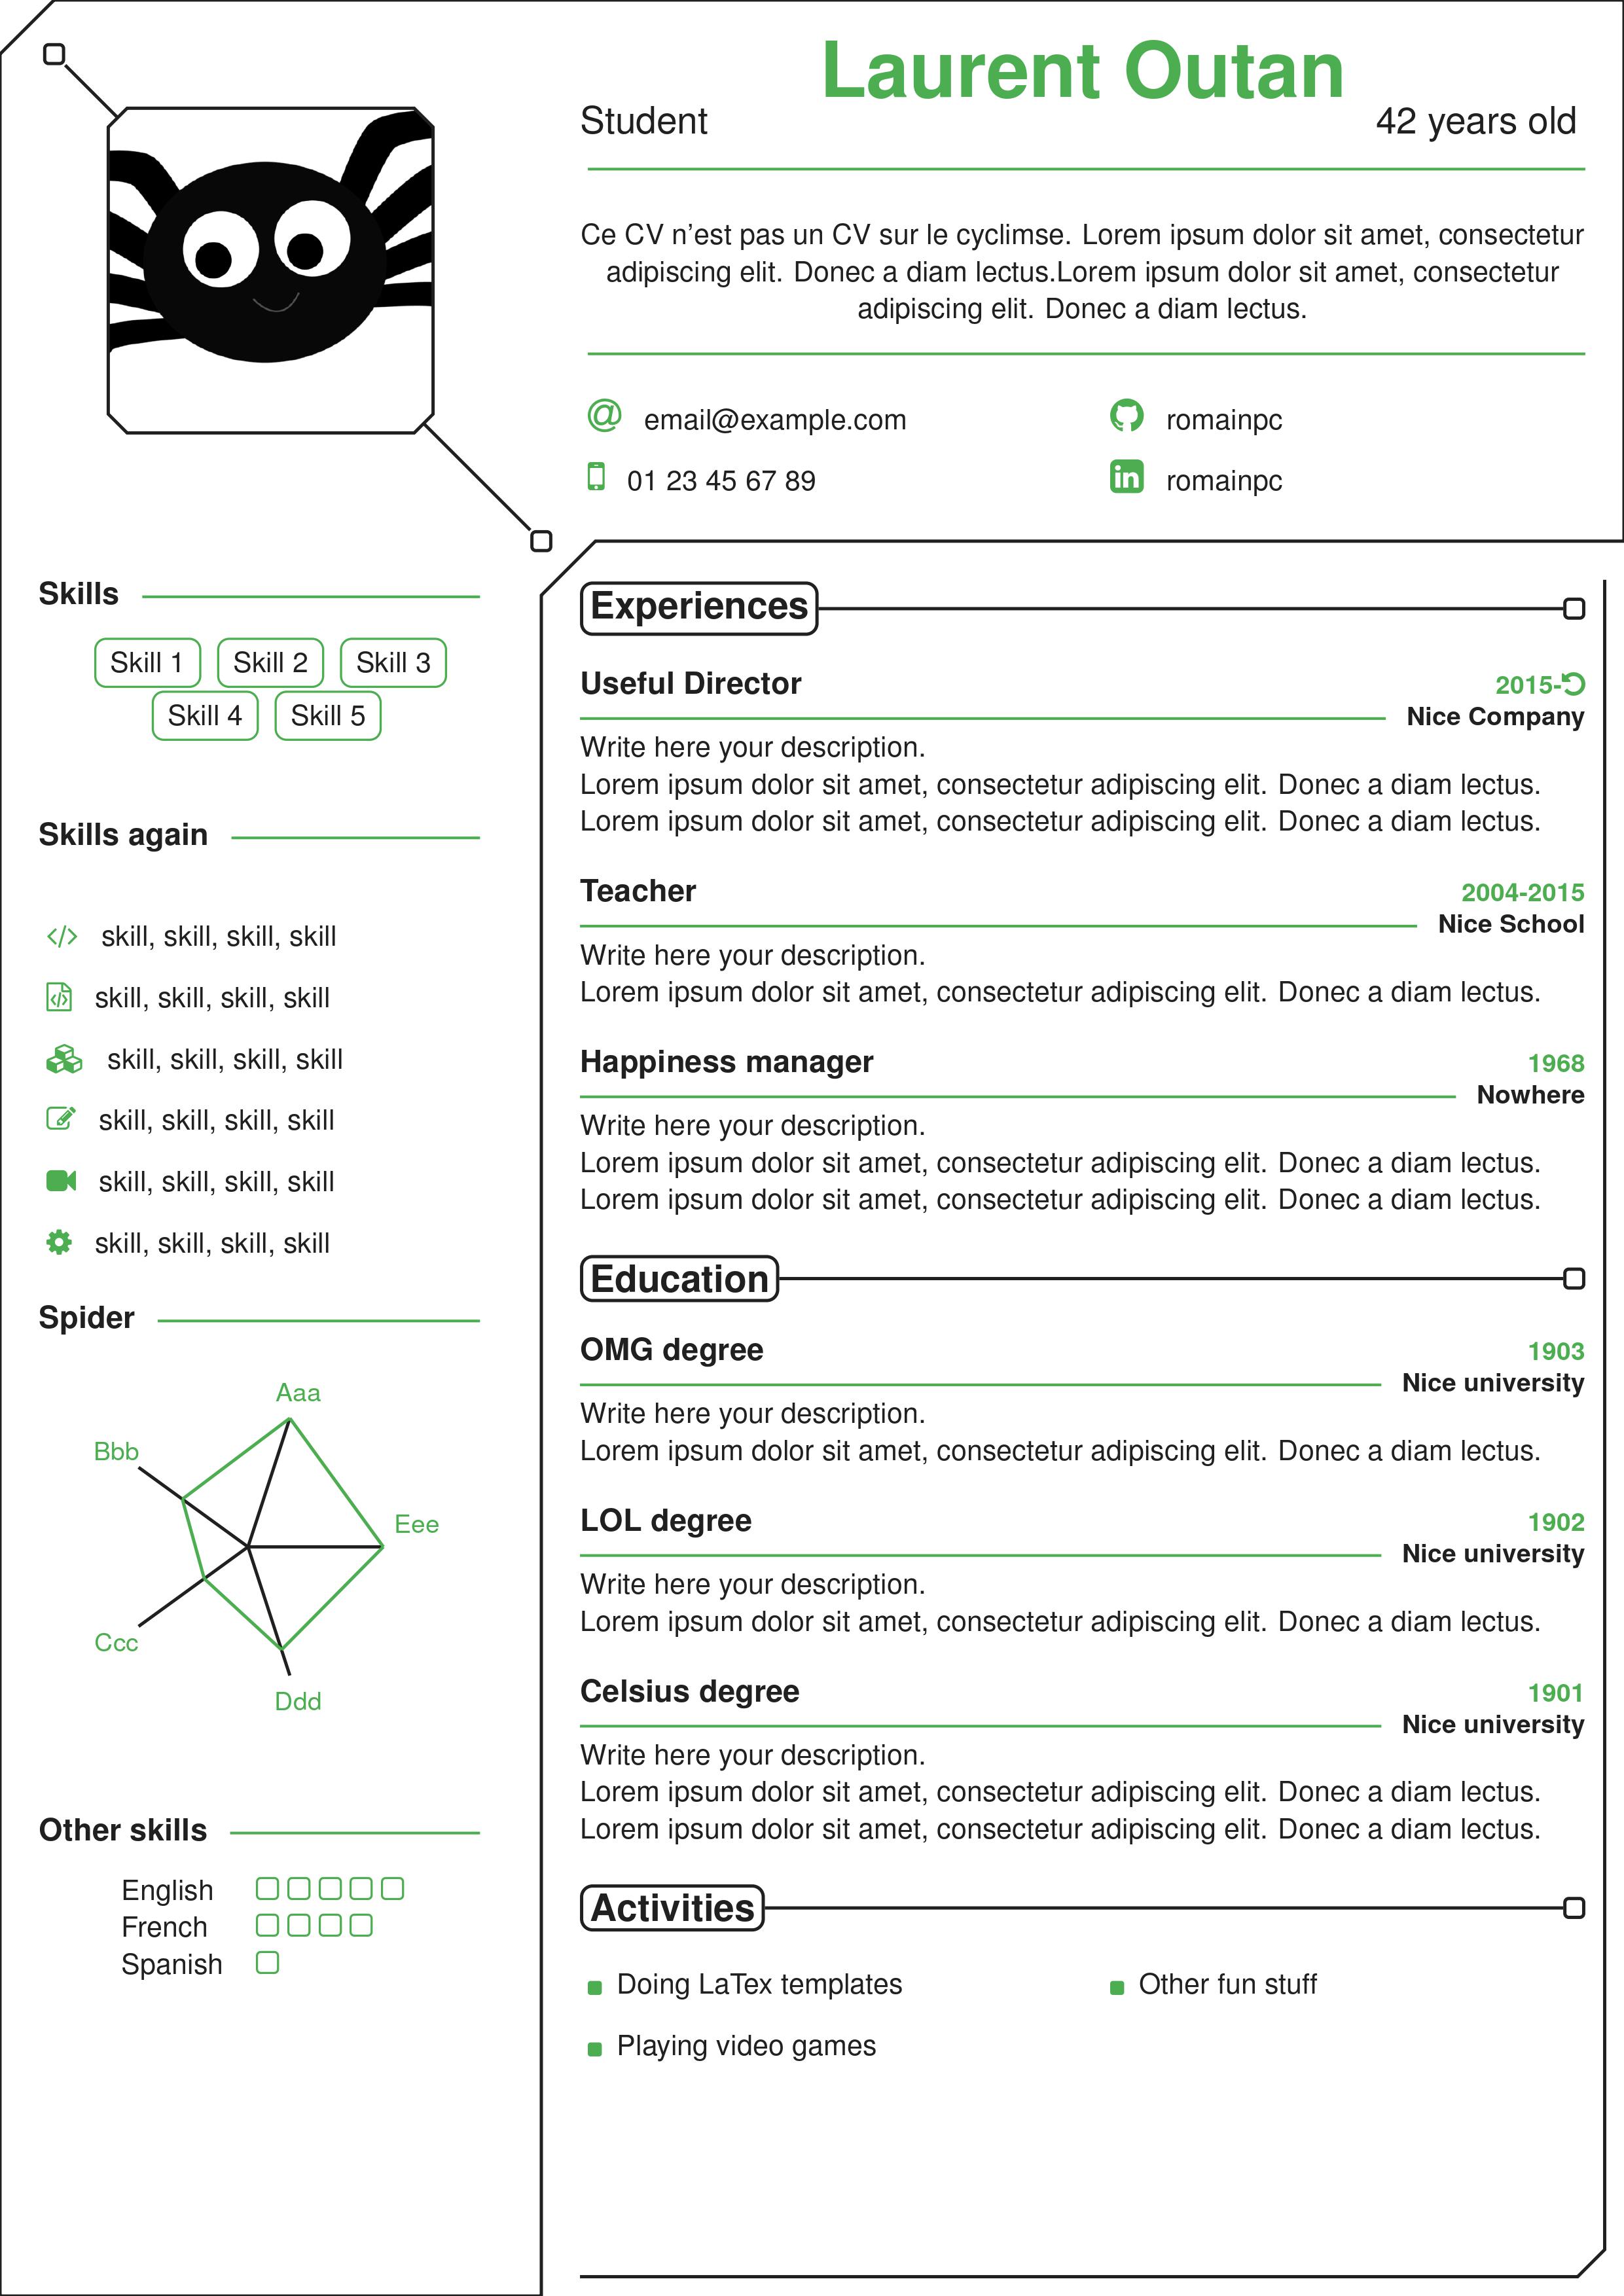 Laurent Outan
Student
42 years old
Ce CV n’est pas un CV sur le cyclimse. Lorem ipsum dolor sit amet, consectetur
adipiscing elit. Donec a diam lectus.Lorem ipsum dolor sit amet, consectetur
adipiscing elit. Donec a diam lectus.
email@example.com
romainpc
01 23 45 67 89
romainpc
Skills
Skill 1 Skill 2 Skill 3
Skill 4 Skill 5
Skills again
skill, skill, skill, skill
skill, skill, skill, skill
skill, skill, skill, skill
skill, skill, skill, skill
skill, skill, skill, skill
skill, skill, skill, skill
Spider
Aaa
Bbb
Eee
Ccc
Ddd
Other skills
English
French
Spanish
Experiences
Useful Director
2015-
Nice Company
Write here your description.
Lorem ipsum dolor sit amet, consectetur adipiscing elit. Donec a diam lectus.
Lorem ipsum dolor sit amet, consectetur adipiscing elit. Donec a diam lectus.
Teacher
2004-2015
Nice School
Write here your description.
Lorem ipsum dolor sit amet, consectetur adipiscing elit. Donec a diam lectus.
Happiness manager
1968
Nowhere
Write here your description.
Lorem ipsum dolor sit amet, consectetur adipiscing elit. Donec a diam lectus.
Lorem ipsum dolor sit amet, consectetur adipiscing elit. Donec a diam lectus.
Education
OMG degree
1903
Nice university
Write here your description.
Lorem ipsum dolor sit amet, consectetur adipiscing elit. Donec a diam lectus.
LOL degree
1902
Nice university
Write here your description.
Lorem ipsum dolor sit amet, consectetur adipiscing elit. Donec a diam lectus.
Celsius degree
1901
Nice university
Write here your description.
Lorem ipsum dolor sit amet, consectetur adipiscing elit. Donec a diam lectus.
Lorem ipsum dolor sit amet, consectetur adipiscing elit. Donec a diam lectus.
Activities
Doing LaTex templates
Other fun stuff
Playing video games